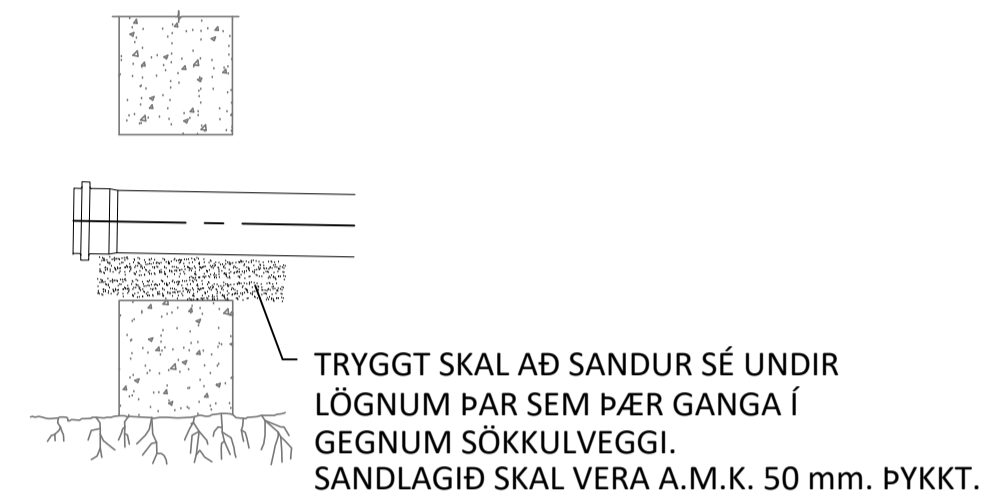 TRYGGT SKAL AÐ SANDUR SÉ UNDIR
LÖGNUM ÞAR SEM ÞÆR GANGA Í
GEGNUM SÖKKULVEGGI.
SANDLAGIÐ SKAL VERA A.M.K. 50 mm. ÞYKKT.